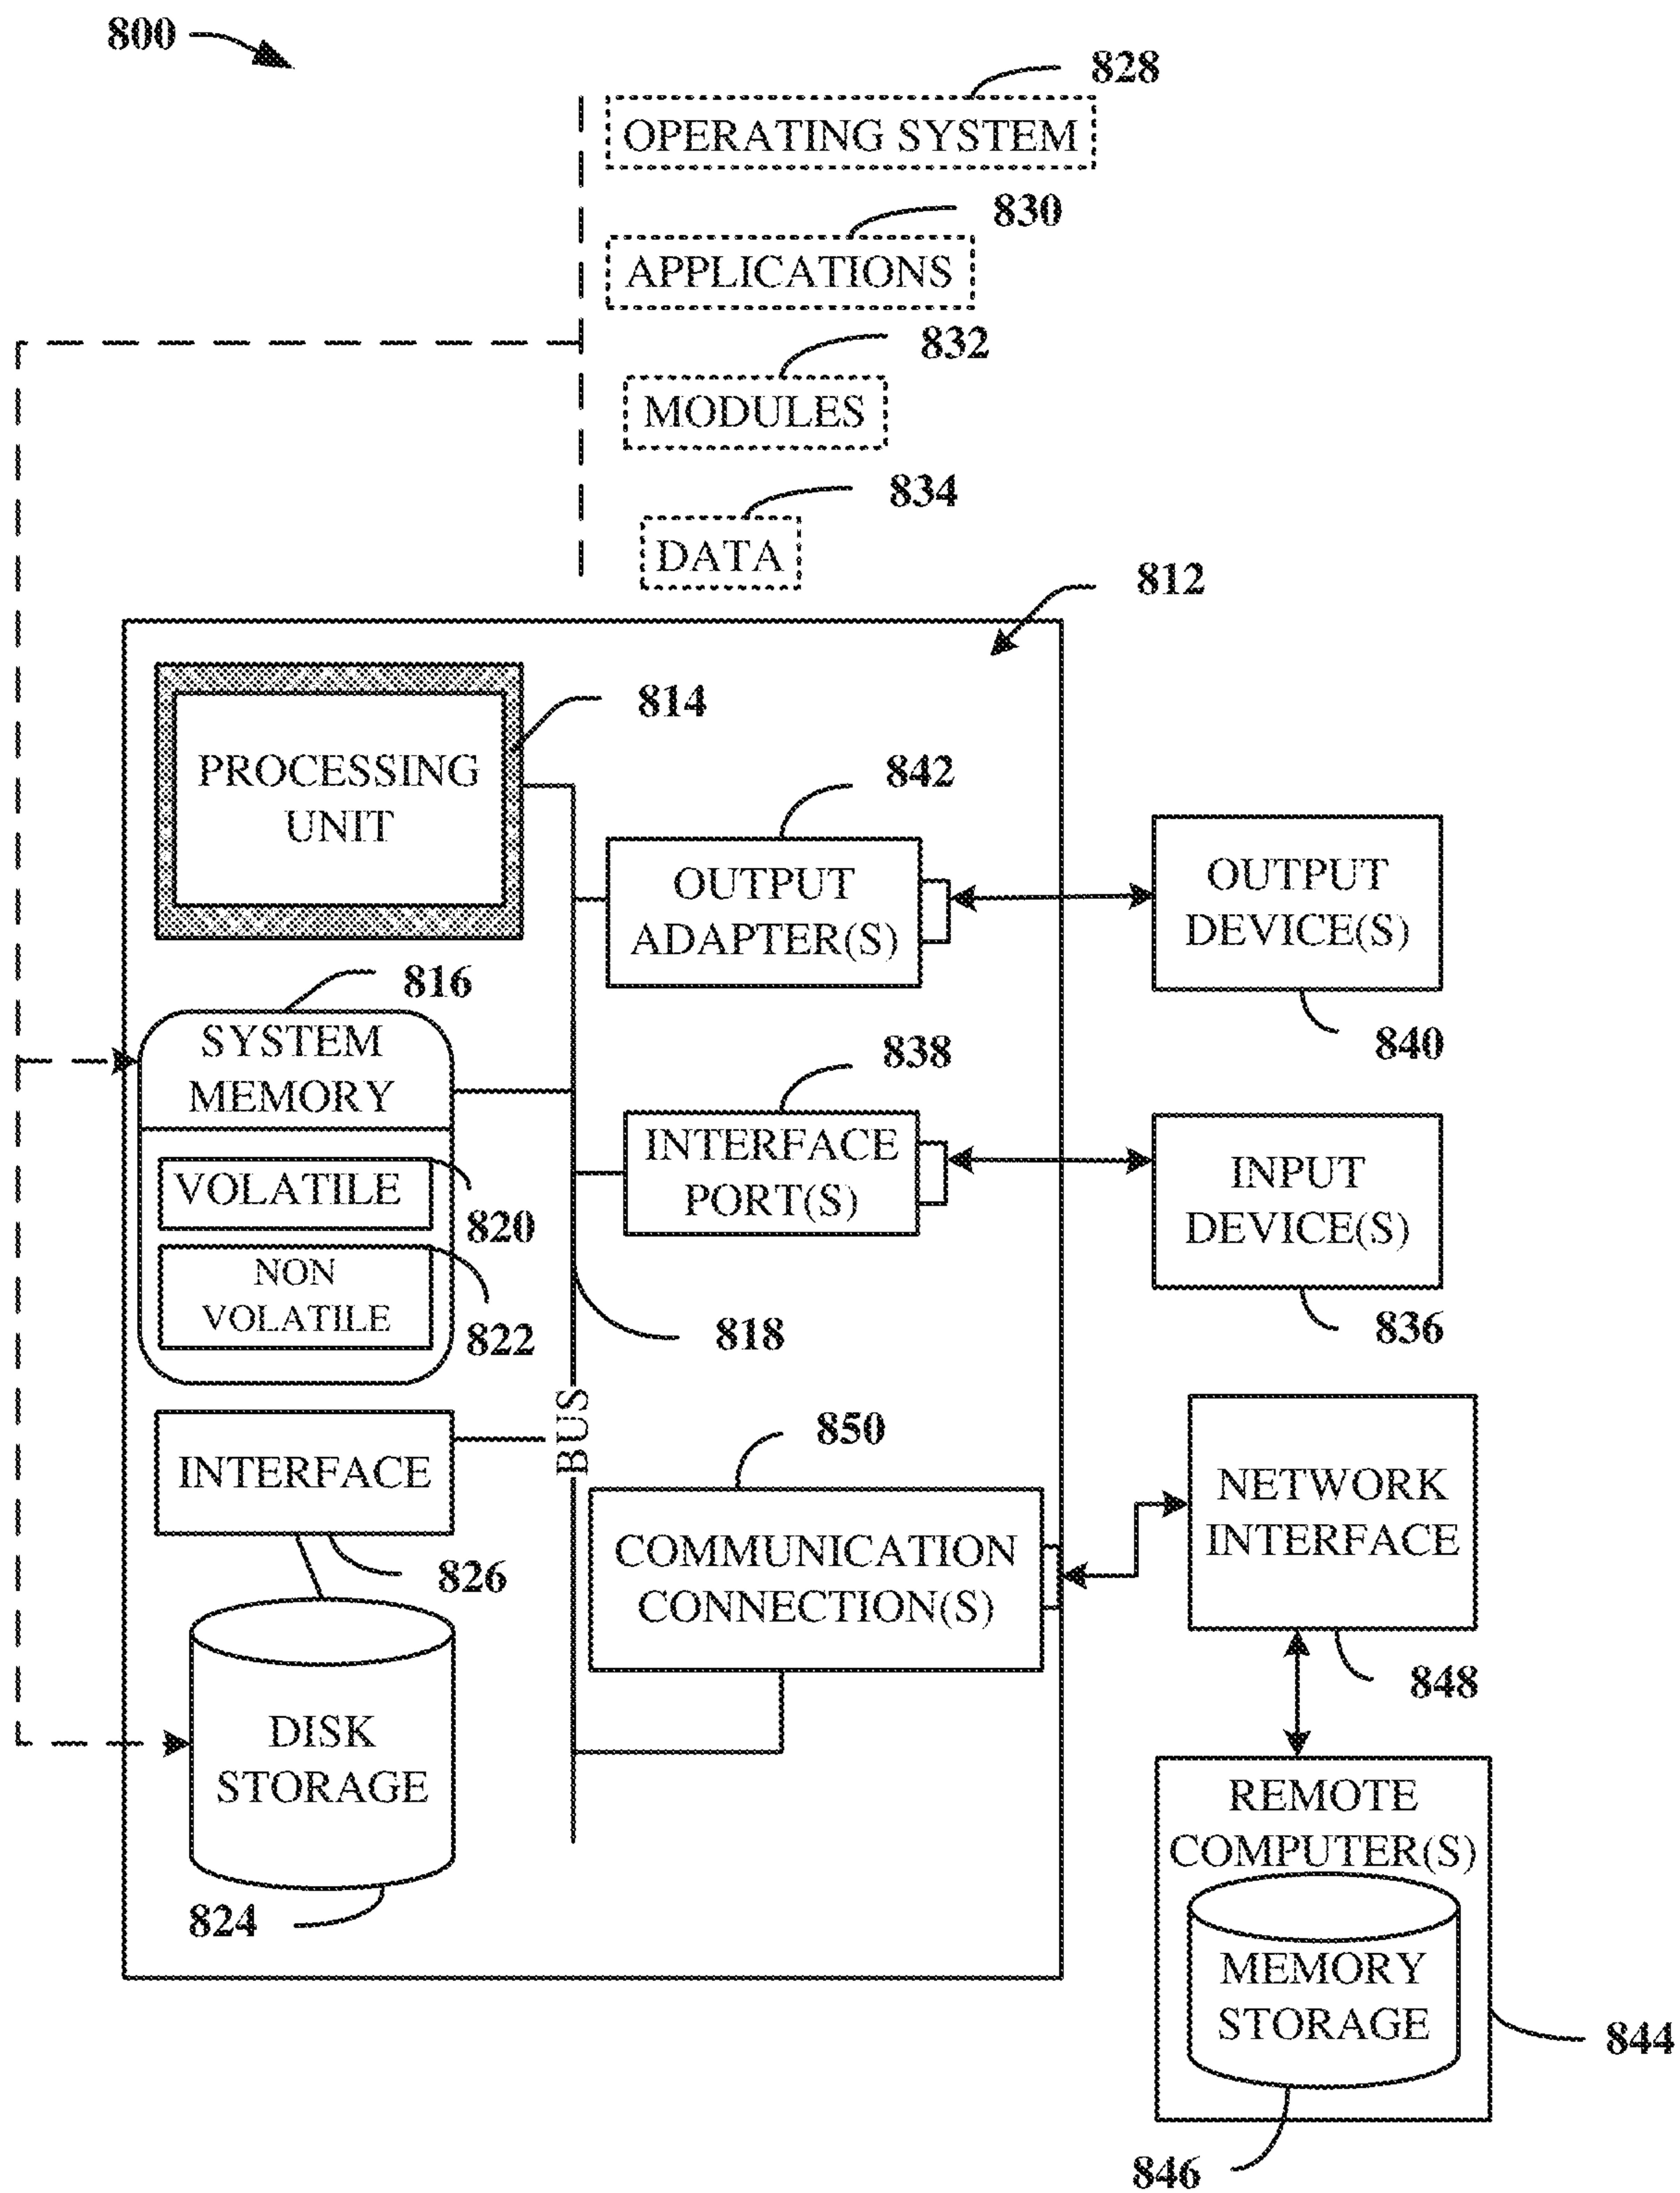 800
828
OPERATING SYSTEM
830
APPLICATIONS
832
MODULES
834
DATA
812
PROCESSING
UNIT
814
842
OUTPUT
ADAPTER(S)
OUTPUT
DEVICE(S)
840
816
SYSTEM
MEMORY
VOLATILE
820
NON
VOLATILE
822
838
INTERFACE
PORT(S)
INPUT
DEVICE(S)
836
818
BUS
INTERFACE
826
850
COMMUNICATION
CONNECTION(S)
NETWORK
INTERFACE
848
DISK
STORAGE
824
REMOTE
COMPUTER(S)
MEMORY
STORAGE
844
846